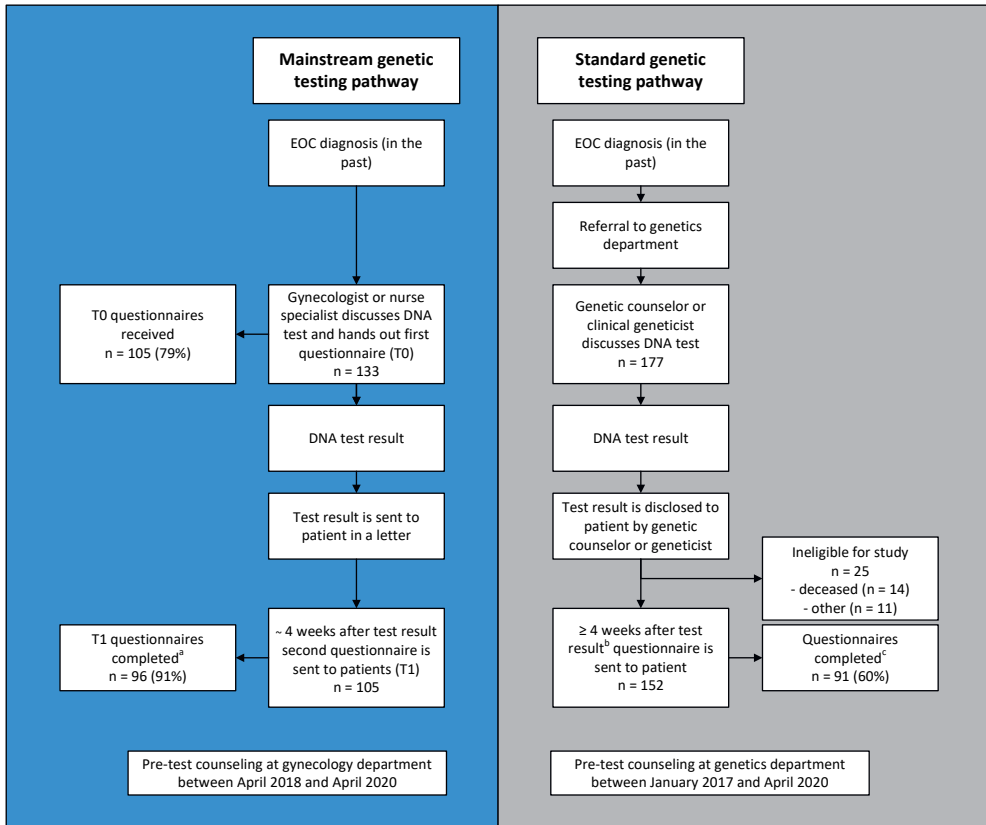 Mainstream genetic
testing pathway
EOC diagnosis (in the
past)
T0 questionnaires
received
n = 105 (79%)
Gynecologist or nurse
specialist discusses DNA
test and hands out first
questionnaire (T0)
n = 133
DNA test result
Test result is sent to
patient in a letter
T1 questionnaires
completedᵃ
n = 96 (91%)
~ 4 weeks after test result
second questionnaire is
sent to patients (T1)
n = 105
Pre-test counseling at gynecology department
between April 2018 and April 2020
Standard genetic
testing pathway
EOC diagnosis (in the
past)
Referral to genetics
department
Genetic counselor or
clinical geneticist
discusses DNA test
n = 177
DNA test result
Test result is disclosed to
patient by genetic
counselor or geneticist
Ineligible for study
n = 25
- deceased (n = 14)
- other (n = 11)
≥ 4 weeks after test
resultᵇ questionnaire is
sent to patient
n = 152
Questionnaires
completedᶜ
n = 91 (60%)
Pre-test counseling at genetics department
between January 2017 and April 2020